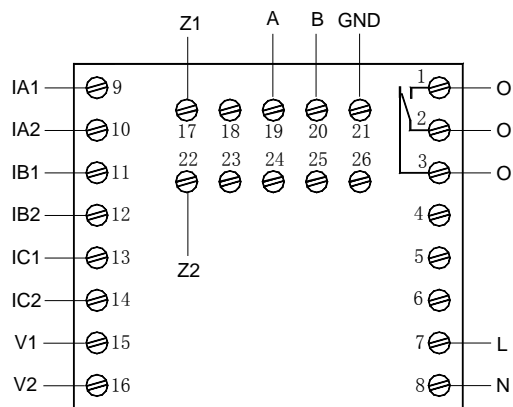 Z1 A B GND
IA1 9 1 O
17 18 19 20 21
IA2 10 2 O
22 23 24 25 26
IB1 11 3 O
IB2 12 4
Z2
IC1 13 5
IC2 14 6
V1 15 7 L
V2 16 8 N